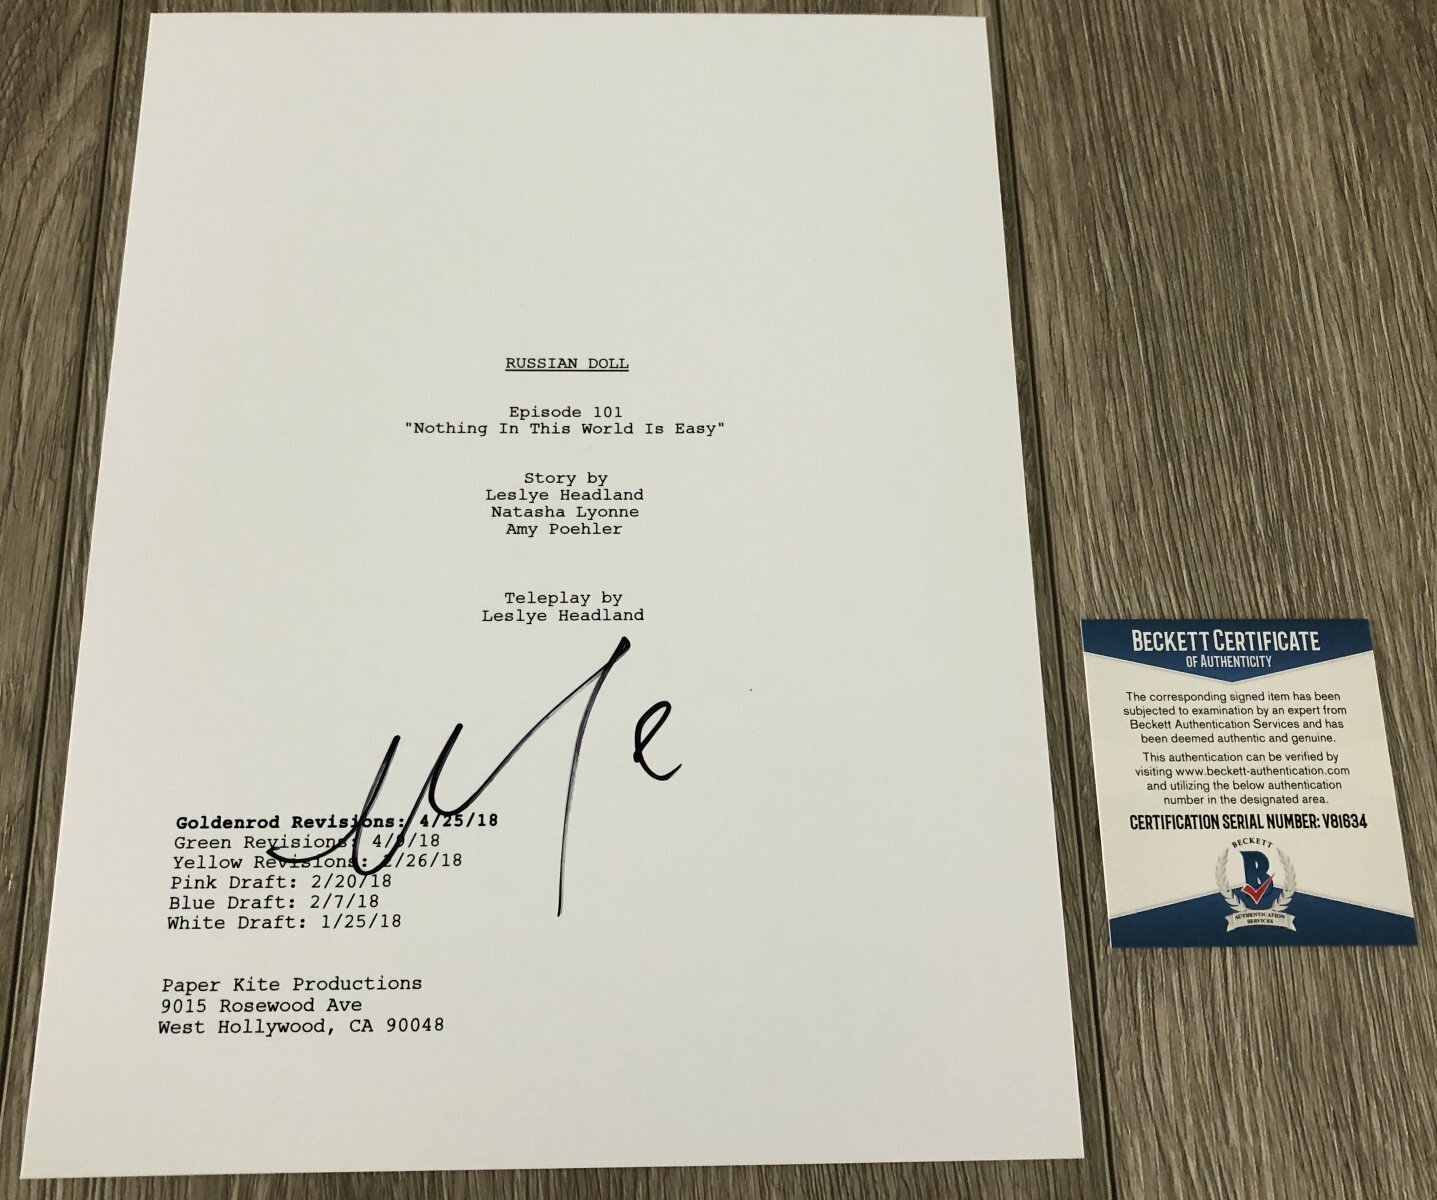 RUSSIAN DOLL
Episode 101
"Nothing In This World Is Easy"
Story by
Leslye Headland
Natasha Lyonne
Amy Poehler
Teleplay by
Leslye Headland
Goldenrod Revisions: 4/25/18
Green Revisions: 4/9/18
Yellow Revisions: 2/26/18
Pink Draft: 2/20/18
Blue Draft: 2/7/18
White Draft: 1/25/18
Paper Kite Productions
9015 Rosewood Ave
West Hollywood, CA 90048
BECKETT CERTIFICATE
OF AUTHENTICITY
The corresponding signed item has been
subjected to examination by an expert from
Beckett Authentication Services and has
been deemed authentic and genuine.
This authentication can be verified by
visiting www.beckett-authentication.com
and utilizing the below authentication
number in the designated area.
CERTIFICATION SERIAL NUMBER: V81634
BECKETT
B
AUTHENTICATION
SERVICES